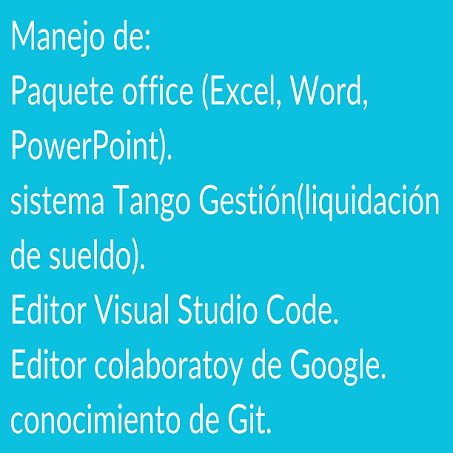 Manejo de:
Paquete office (Excel, Word,
PowerPoint).
sistema Tango Gestión(liquidación
de sueldo).
Editor Visual Studio Code.
Editor colaboratoy de Google.
conocimiento de Git.